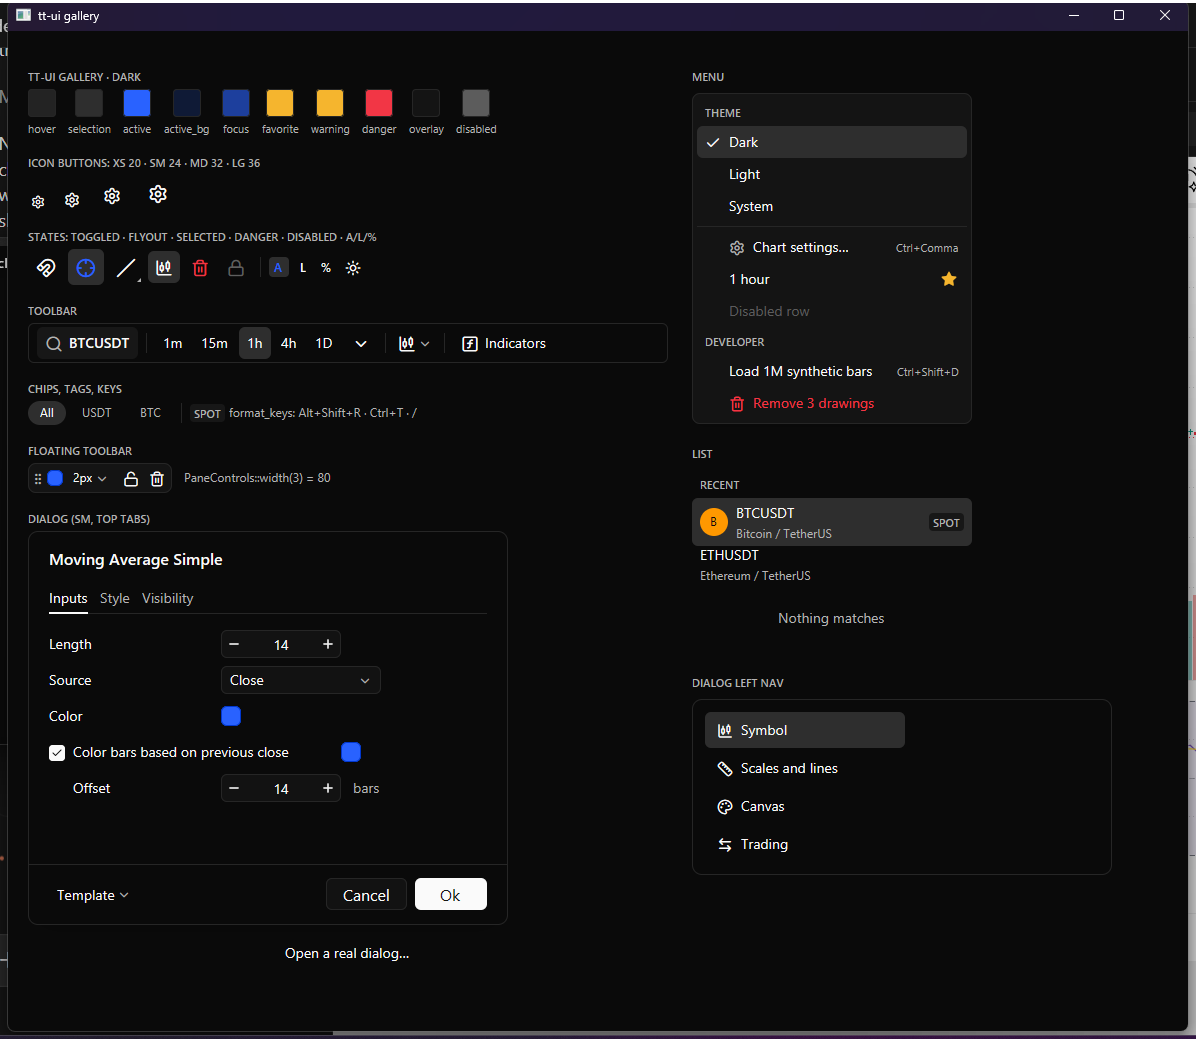 tt-ui gallery
TT-UI GALLERY · DARK
hover selection active active_bg focus favorite warning danger overlay disabled
ICON BUTTONS: XS 20 · SM 24 · MD 32 · LG 36
STATES: TOGGLED · FLYOUT · SELECTED · DANGER · DISABLED · A/L/%
A L %
TOOLBAR
BTCUSDT 1m 15m 1h 4h 1D Indicators
CHIPS, TAGS, KEYS
All USDT BTC SPOT format_keys: Alt+Shift+R · Ctrl+T · /
FLOATING TOOLBAR
2px PaneControls::width(3) = 80
DIALOG (SM, TOP TABS)
Moving Average Simple
Inputs Style Visibility
Length 14
Source Close
Color
Color bars based on previous close
Offset 14 bars
Template Cancel Ok
Open a real dialog...
MENU
THEME
Dark
Light
System
Chart settings... Ctrl+Comma
1 hour
Disabled row
DEVELOPER
Load 1M synthetic bars Ctrl+Shift+D
Remove 3 drawings
LIST
RECENT
B BTCUSDT
Bitcoin / TetherUS SPOT
ETHUSDT
Ethereum / TetherUS
Nothing matches
DIALOG LEFT NAV
Symbol
Scales and lines
Canvas
Trading